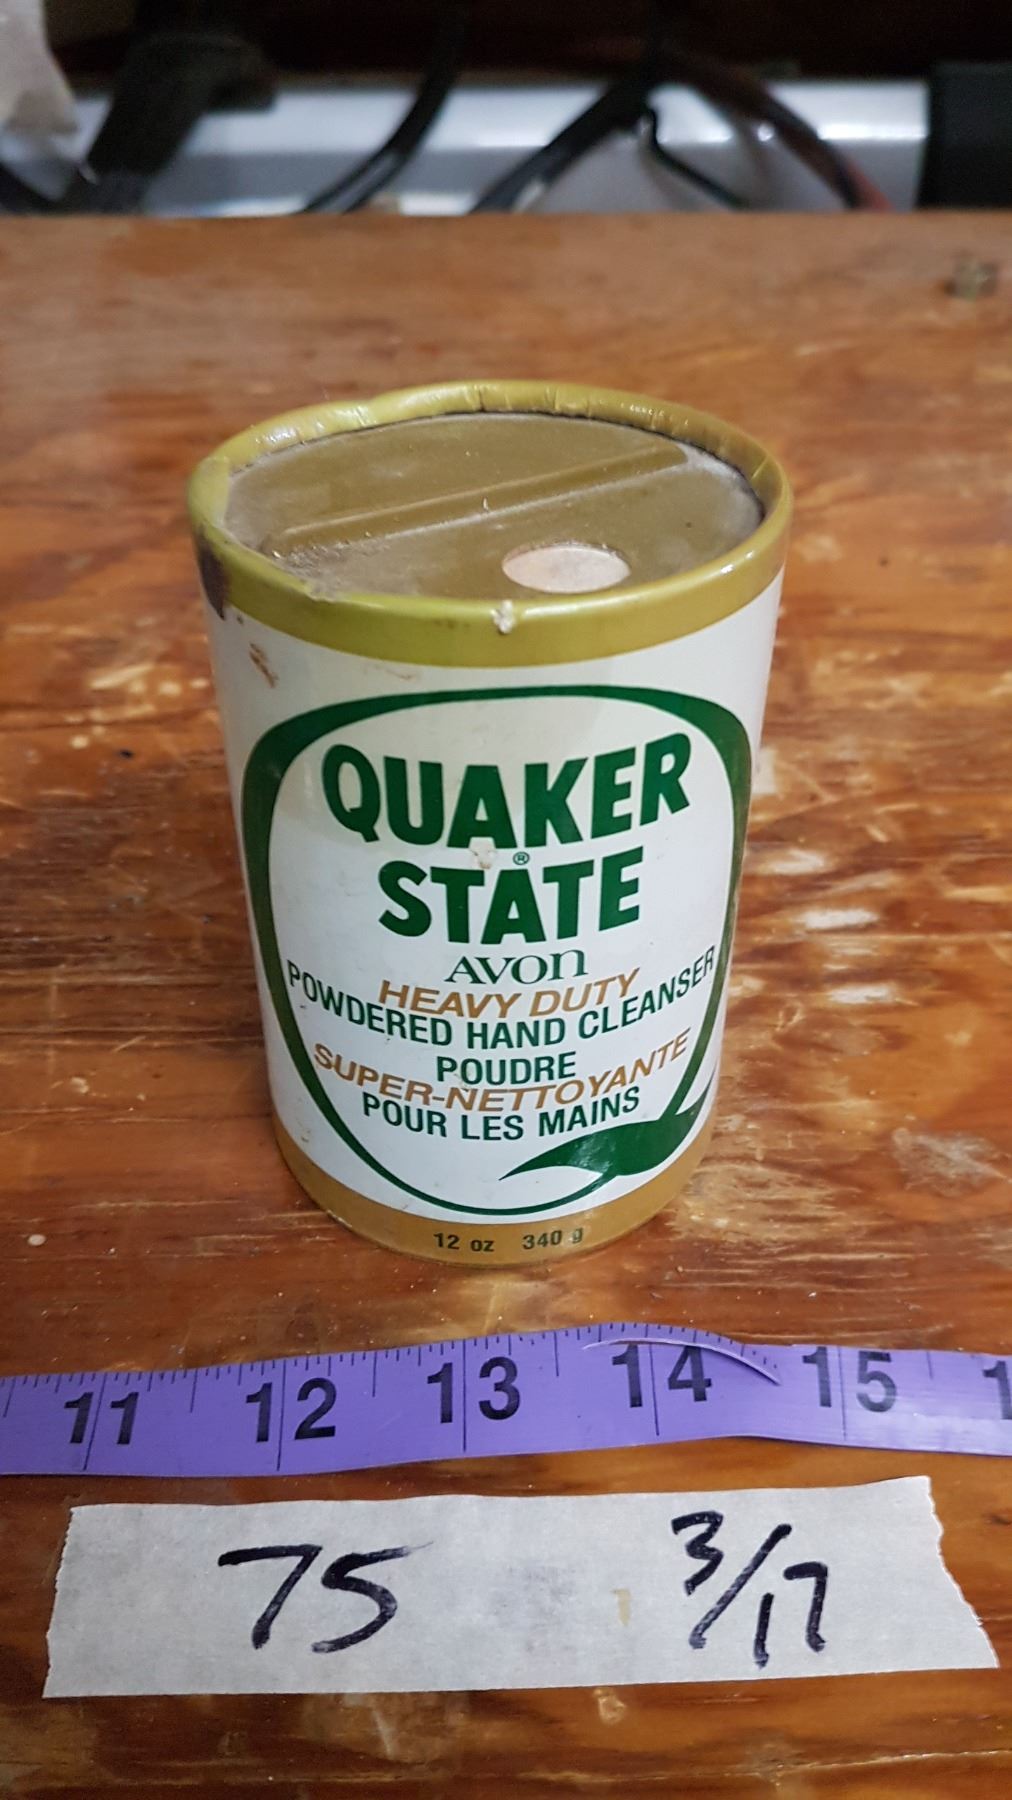 QUAKER
STATE®
AVON
HEAVY DUTY
POWDERED HAND CLEANSER
POUDRE
SUPER-NETTOYANTE
POUR LES MAINS
12 oz 340 g
11 12 13 14 15 1
75 3/17